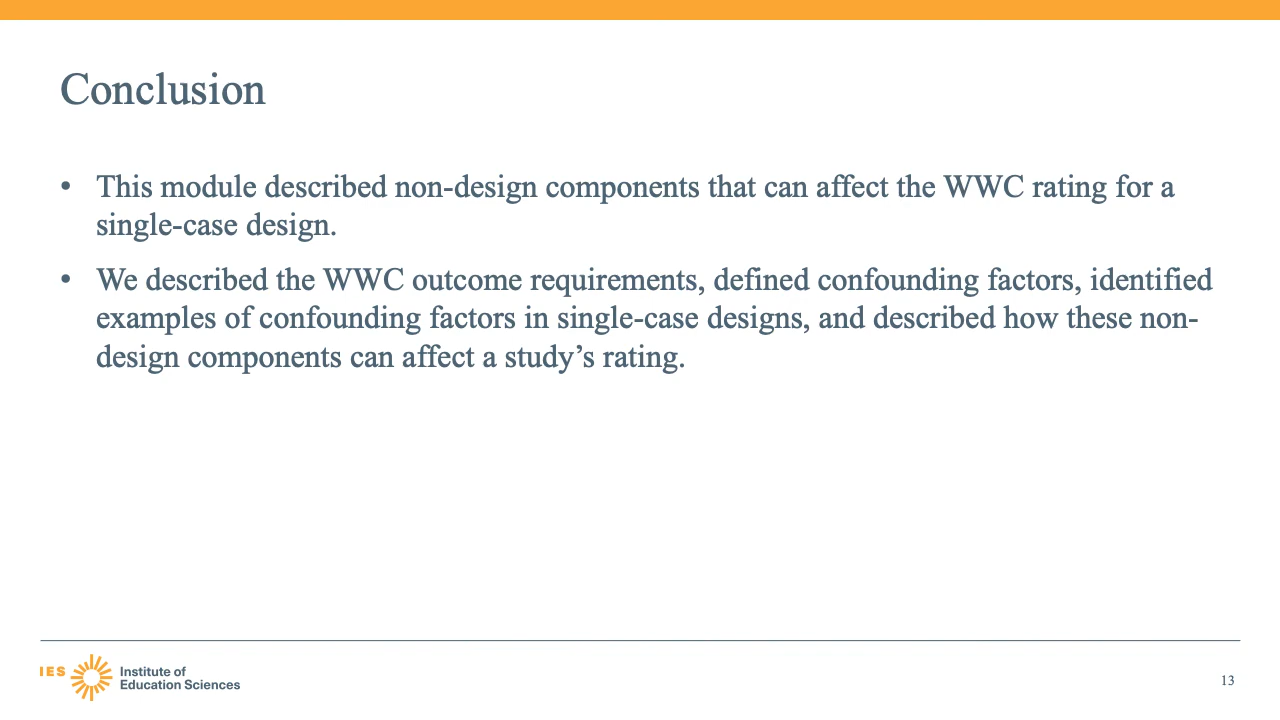 Conclusion
• This module described non-design components that can affect the WWC rating for a
single-case design.
• We described the WWC outcome requirements, defined confounding factors, identified
examples of confounding factors in single-case designs, and described how these non-
design components can affect a study’s rating.
IES
Institute of
Education Sciences
13